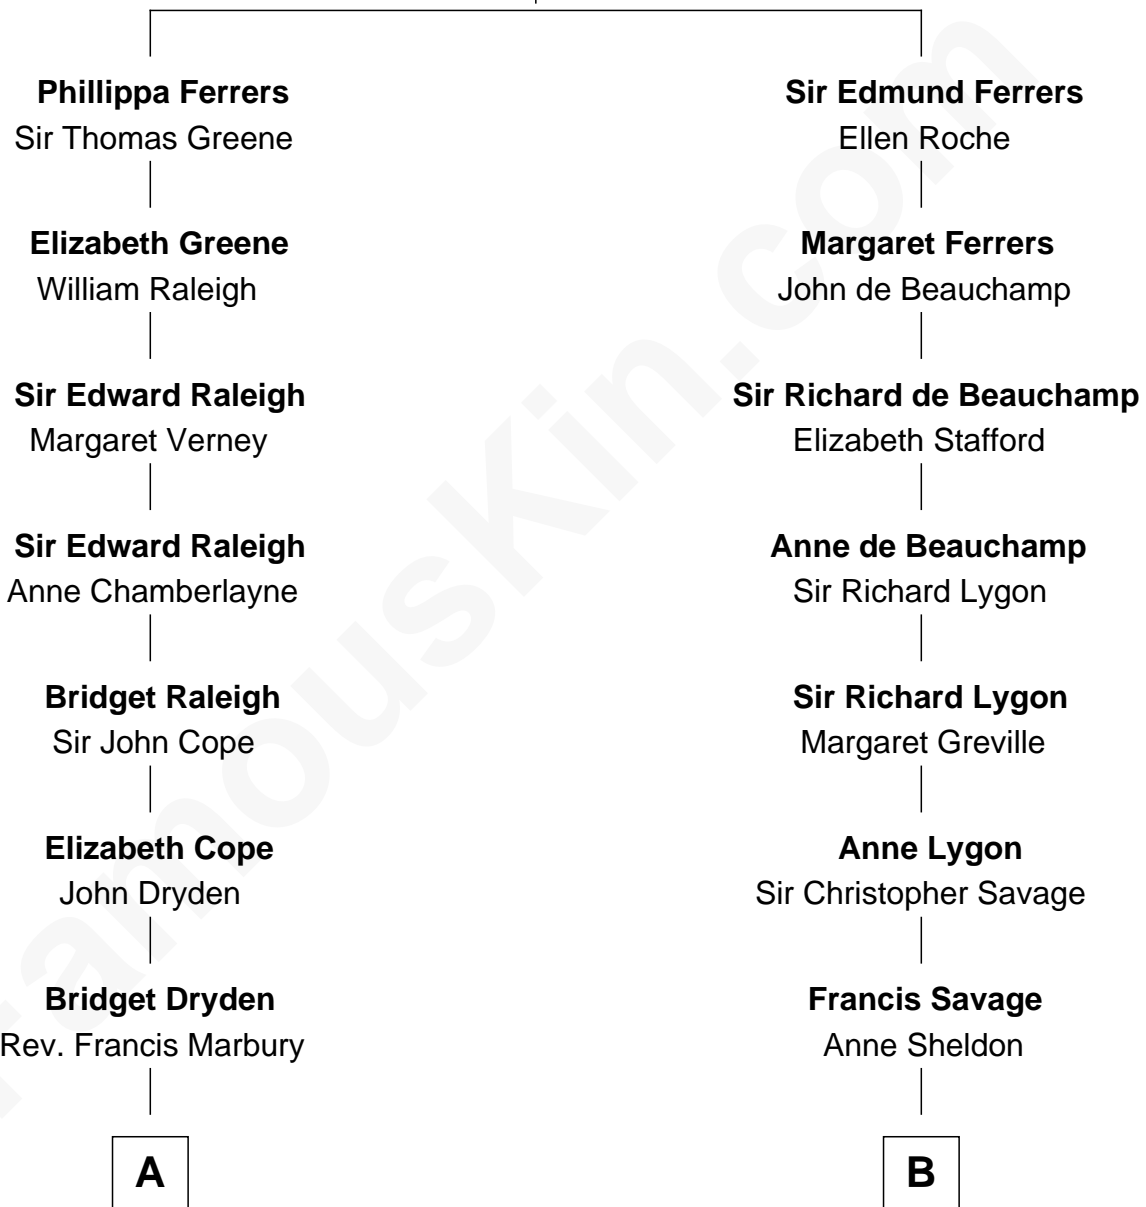 Phillippa Ferrers
Sir Thomas Greene
Elizabeth Greene
William Raleigh
Sir Edward Raleigh
Margaret Verney
Sir Edward Raleigh
Anne Chamberlayne
Bridget Raleigh
Sir John Cope
Elizabeth Cope
John Dryden
Bridget Dryden
Rev. Francis Marbury
A
Sir Edmund Ferrers
Ellen Roche
Margaret Ferrers
John de Beauchamp
Sir Richard de Beauchamp
Elizabeth Stafford
Anne de Beauchamp
Sir Richard Lygon
Sir Richard Lygon
Margaret Greville
Anne Lygon
Sir Christopher Savage
Francis Savage
Anne Sheldon
B
FamousKin.com